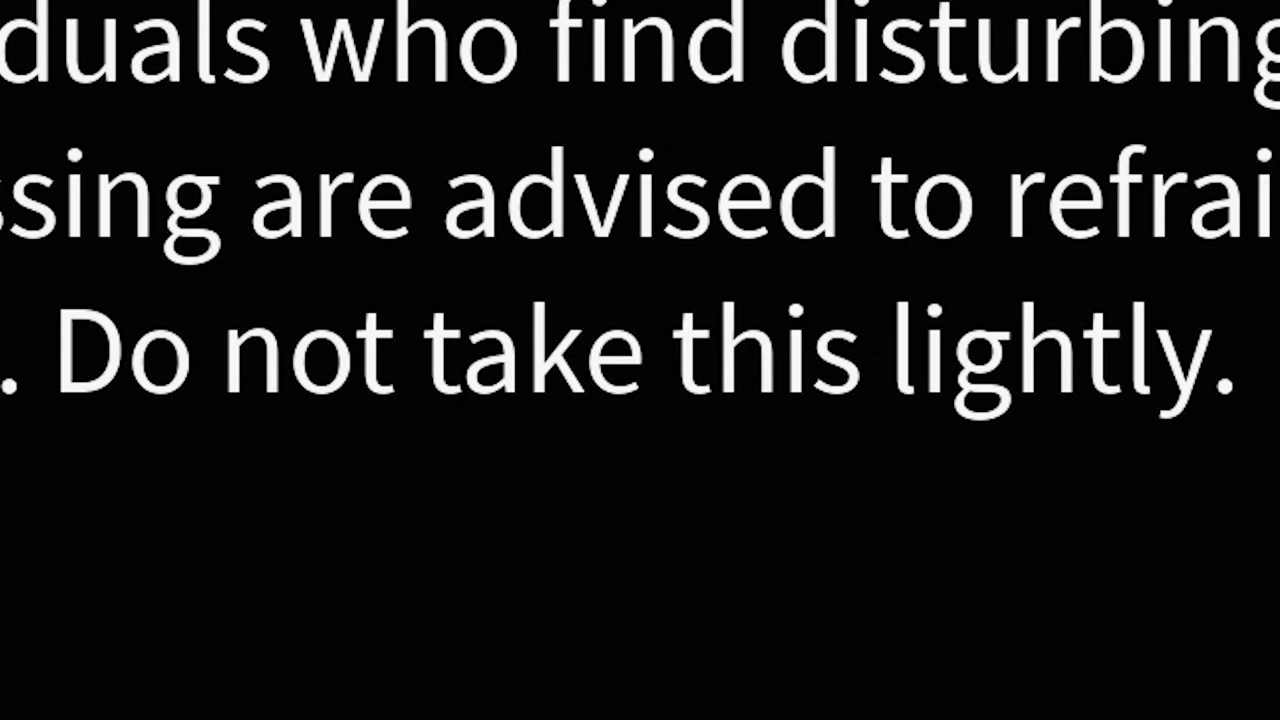 duals who find disturbing
ssing are advised to refrai
. Do not take this lightly.